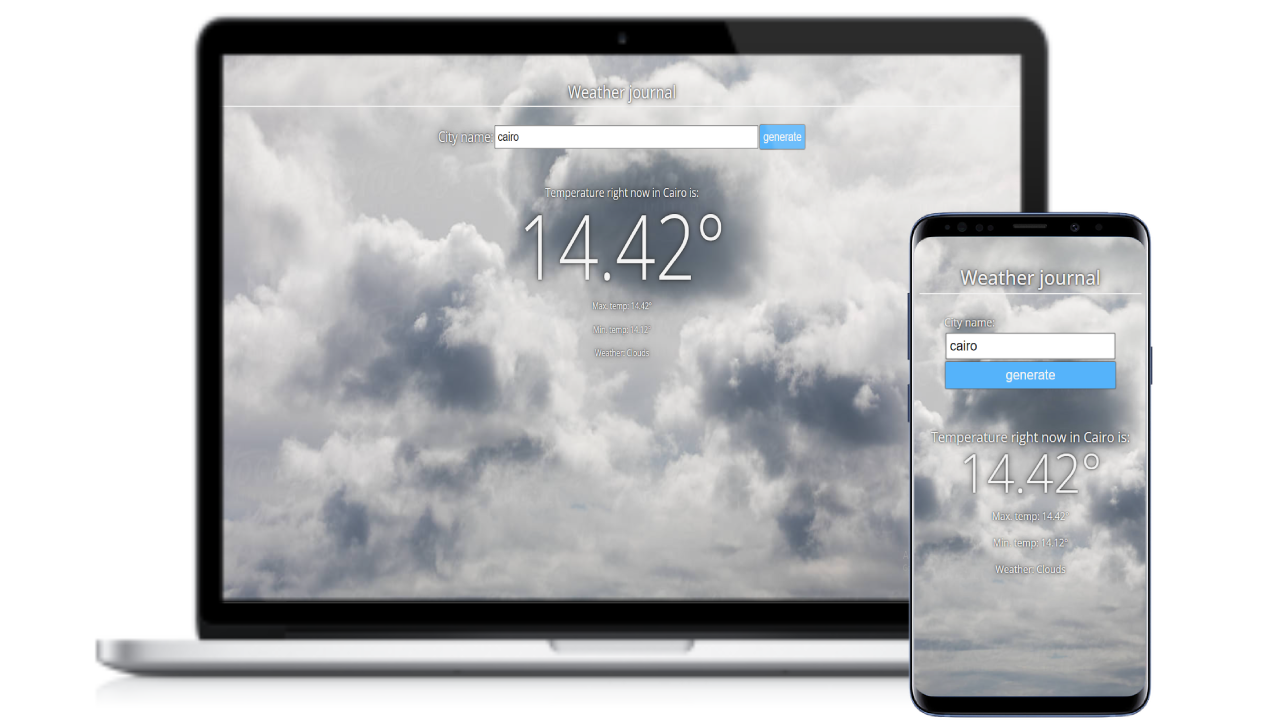 Weather journal
City name: cairo generate
Temperature right now in Cairo is:
14.42°
Max. temp: 14.42°
Min. temp: 14.12°
Weather: Clouds
Weather journal
City name:
cairo
generate
Temperature right now in Cairo is:
14.42°
Max. temp: 14.42°
Min. temp: 14.12°
Weather: Clouds